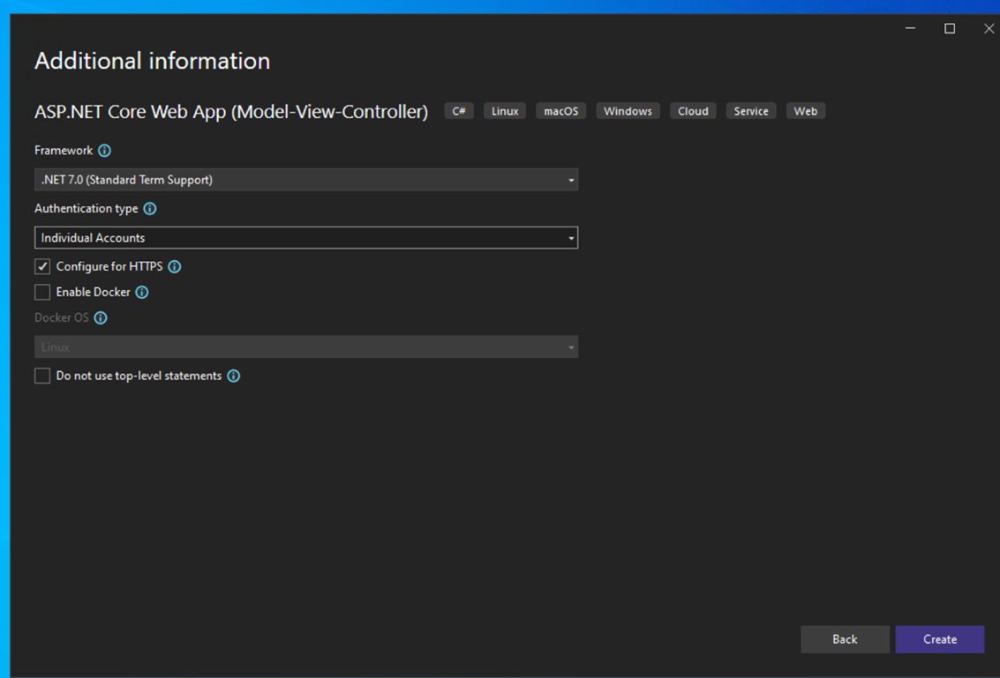 Additional information
ASP.NET Core Web App (Model-View-Controller) C# Linux macOS Windows Cloud Service Web
Framework
.NET 7.0 (Standard Term Support)
Authentication type
Individual Accounts
Configure for HTTPS
Enable Docker
Docker OS
Linux
Do not use top-level statements
Back Create